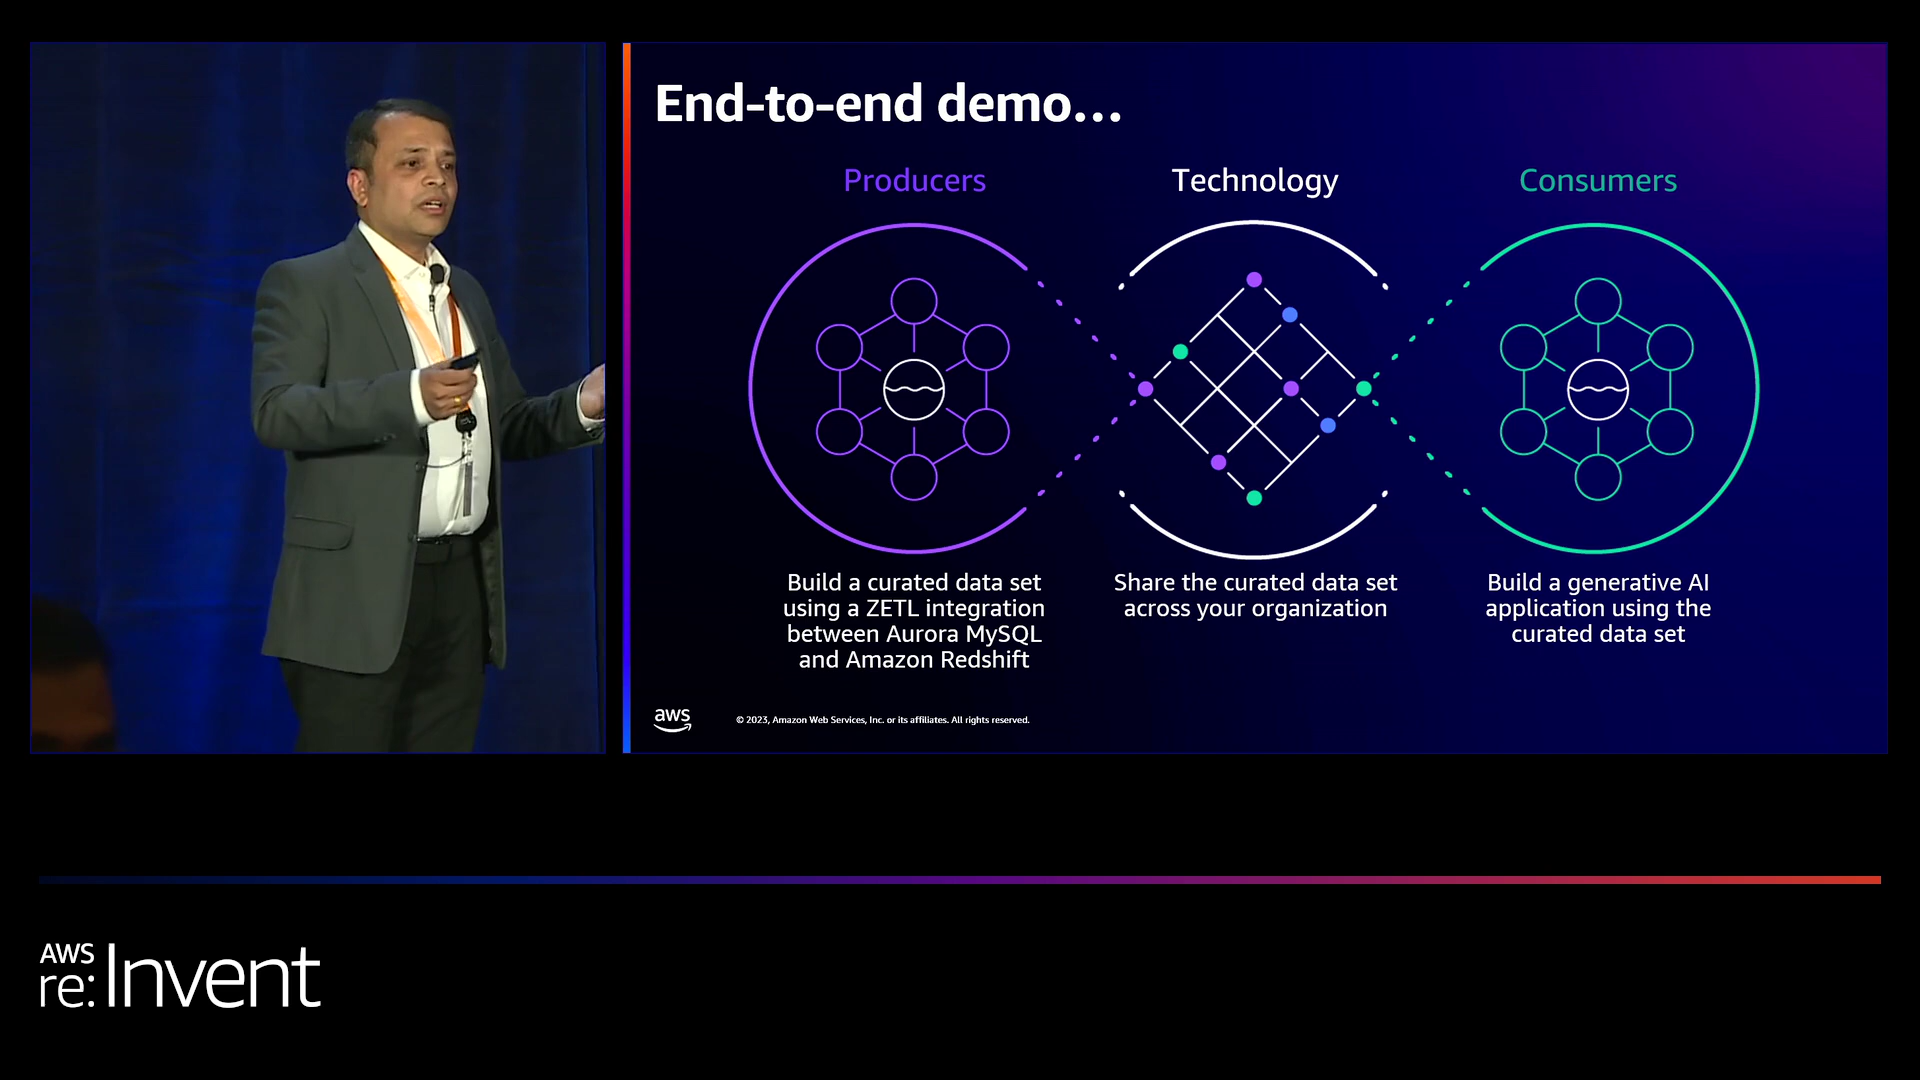 End-to-end demo...
Producers
Technology
Consumers
Build a curated data set
using a ZETL integration
between Aurora MySQL
and Amazon Redshift
Share the curated data set
across your organization
Build a generative AI
application using the
curated data set
aws
© 2023, Amazon Web Services, Inc. or its affiliates. All rights reserved.
AWS
re:Invent